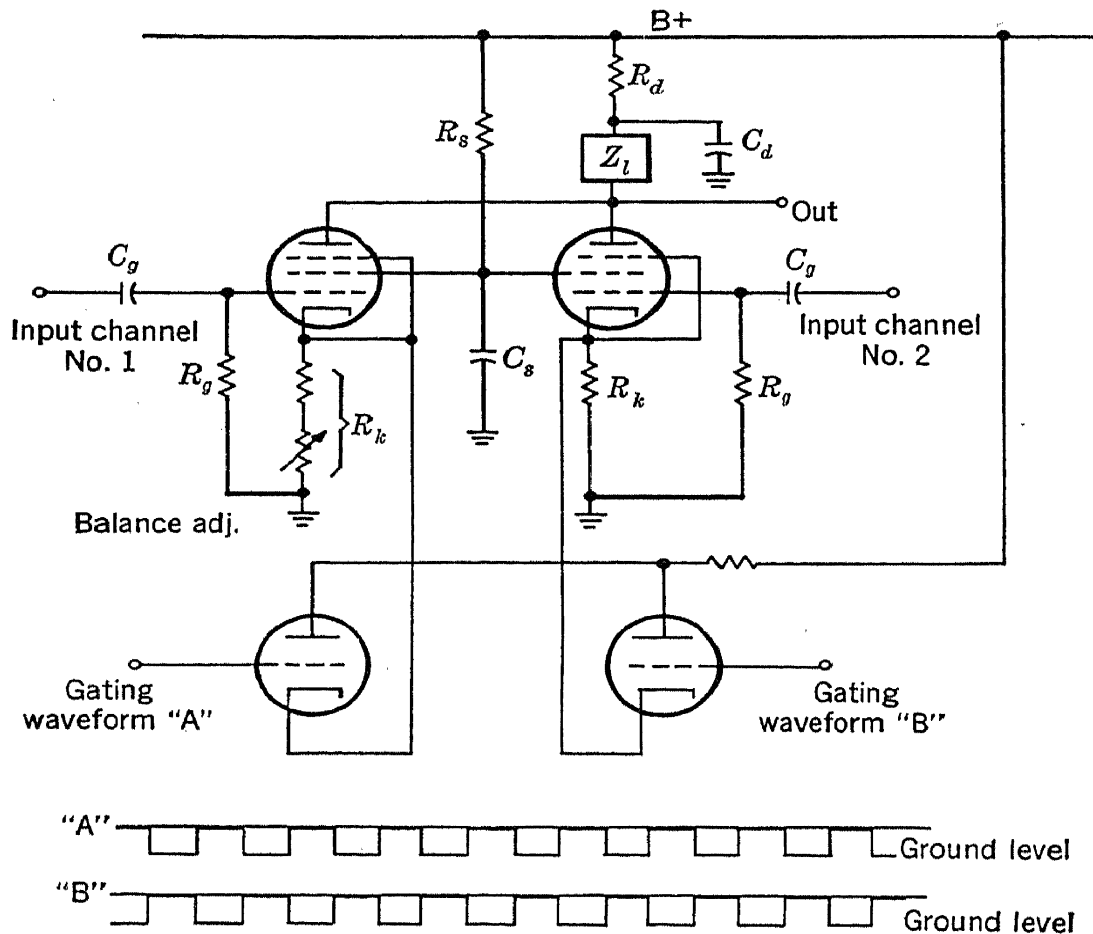 B+
R_d
R_s
C_d
Z_l
Out
C_g
C_g
Input channel
No. 1
Input channel
No. 2
R_g
C_s
R_k
R_g
R_k
Balance adj.
Gating
waveform "A"
Gating
waveform "B"
"A"
Ground level
"B"
Ground level